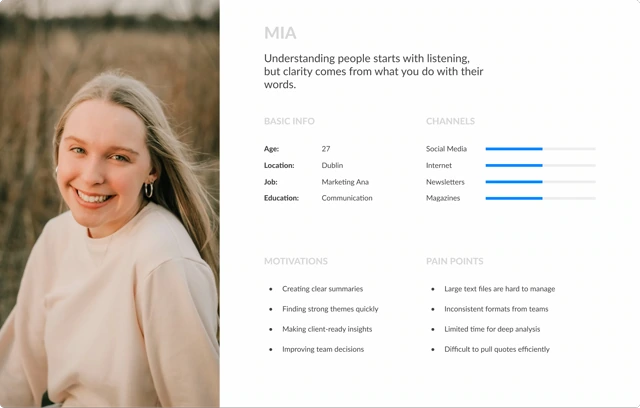 MIA
Understanding people starts with listening,
but clarity comes from what you do with their
words.
BASIC INFO
Age: 27
Location: Dublin
Job: Marketing Ana
Education: Communication
CHANNELS
Social Media
Internet
Newsletters
Magazines
MOTIVATIONS
Creating clear summaries
Finding strong themes quickly
Making client-ready insights
Improving team decisions
PAIN POINTS
Large text files are hard to manage
Inconsistent formats from teams
Limited time for deep analysis
Difficult to pull quotes efficiently